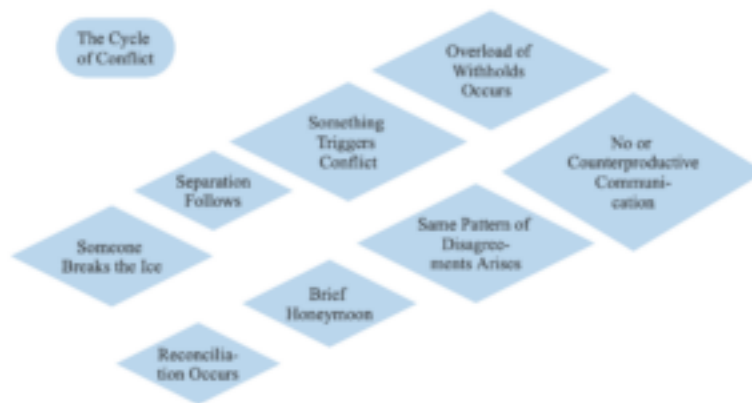 The Cycle
of Conflict
Overload of
Withholds
Occurs
Something
Triggers
Conflict
No or
Counterproductive
Communi-
cation
Separation
Follows
Same Pattern of
Disagree-
ments Arises
Someone
Breaks the Ice
Brief
Honeymoon
Reconcilia-
tion Occurs